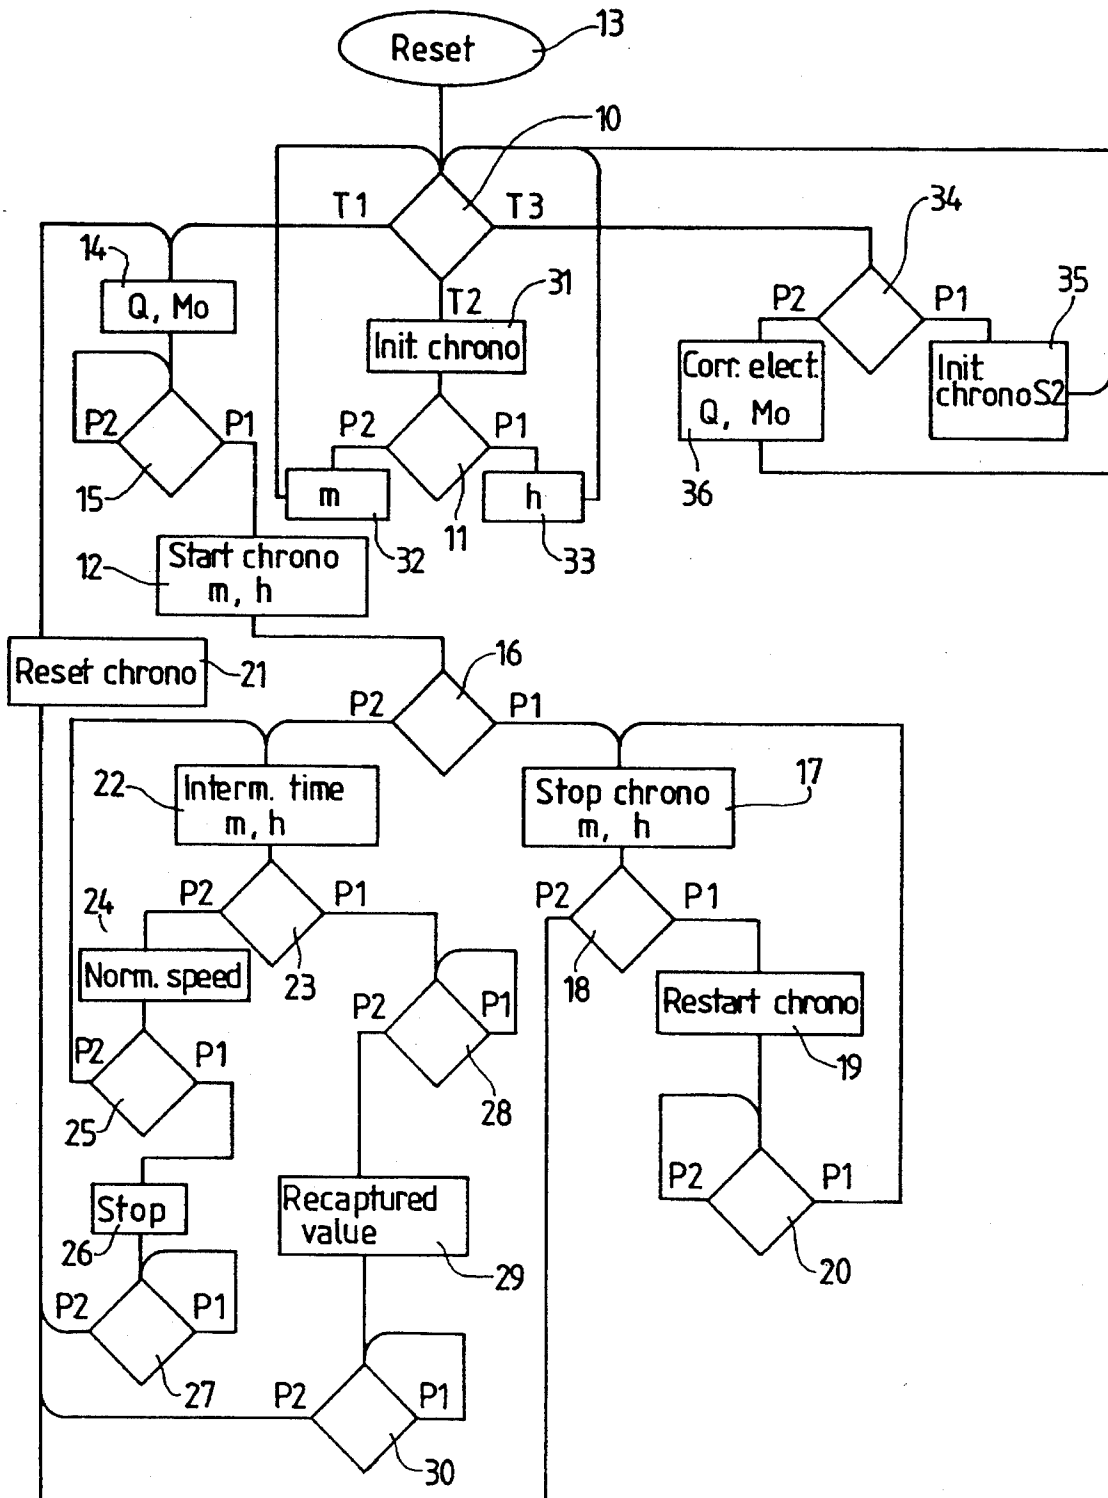 Reset
13
10
T1
T3
34
14
31
35
Q, Mo
T2
P2
P1
Init. chrono
Corr. elect.
Q, Mo
Init.
chrono S2
P2
P1
P2
P1
15
m
h
36
11
12
Start chrono
m, h
32
33
Reset chrono
21
16
P2
P1
22
Interm. time
m, h
Stop chrono
m, h
17
24
P2
P1
P2
P1
23
18
Norm. speed
Restart chrono
P2
P1
19
P2
P1
25
28
Stop
Recaptured
value
P2
P1
26
29
20
P2
P1
27
P2
P1
30